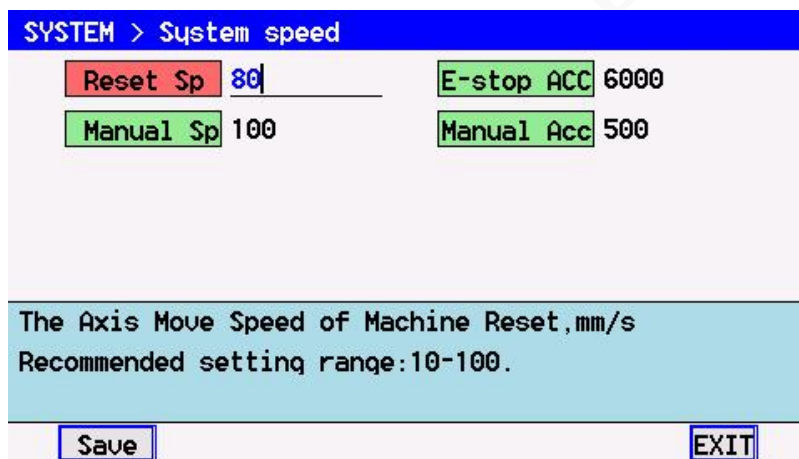 SYSTEM > System speed
Reset Sp 80 E-stop ACC 6000
Manual Sp 100 Manual Acc 500
The Axis Move Speed of Machine Reset,mm/s
Recommended setting range:10-100.
Save EXIT